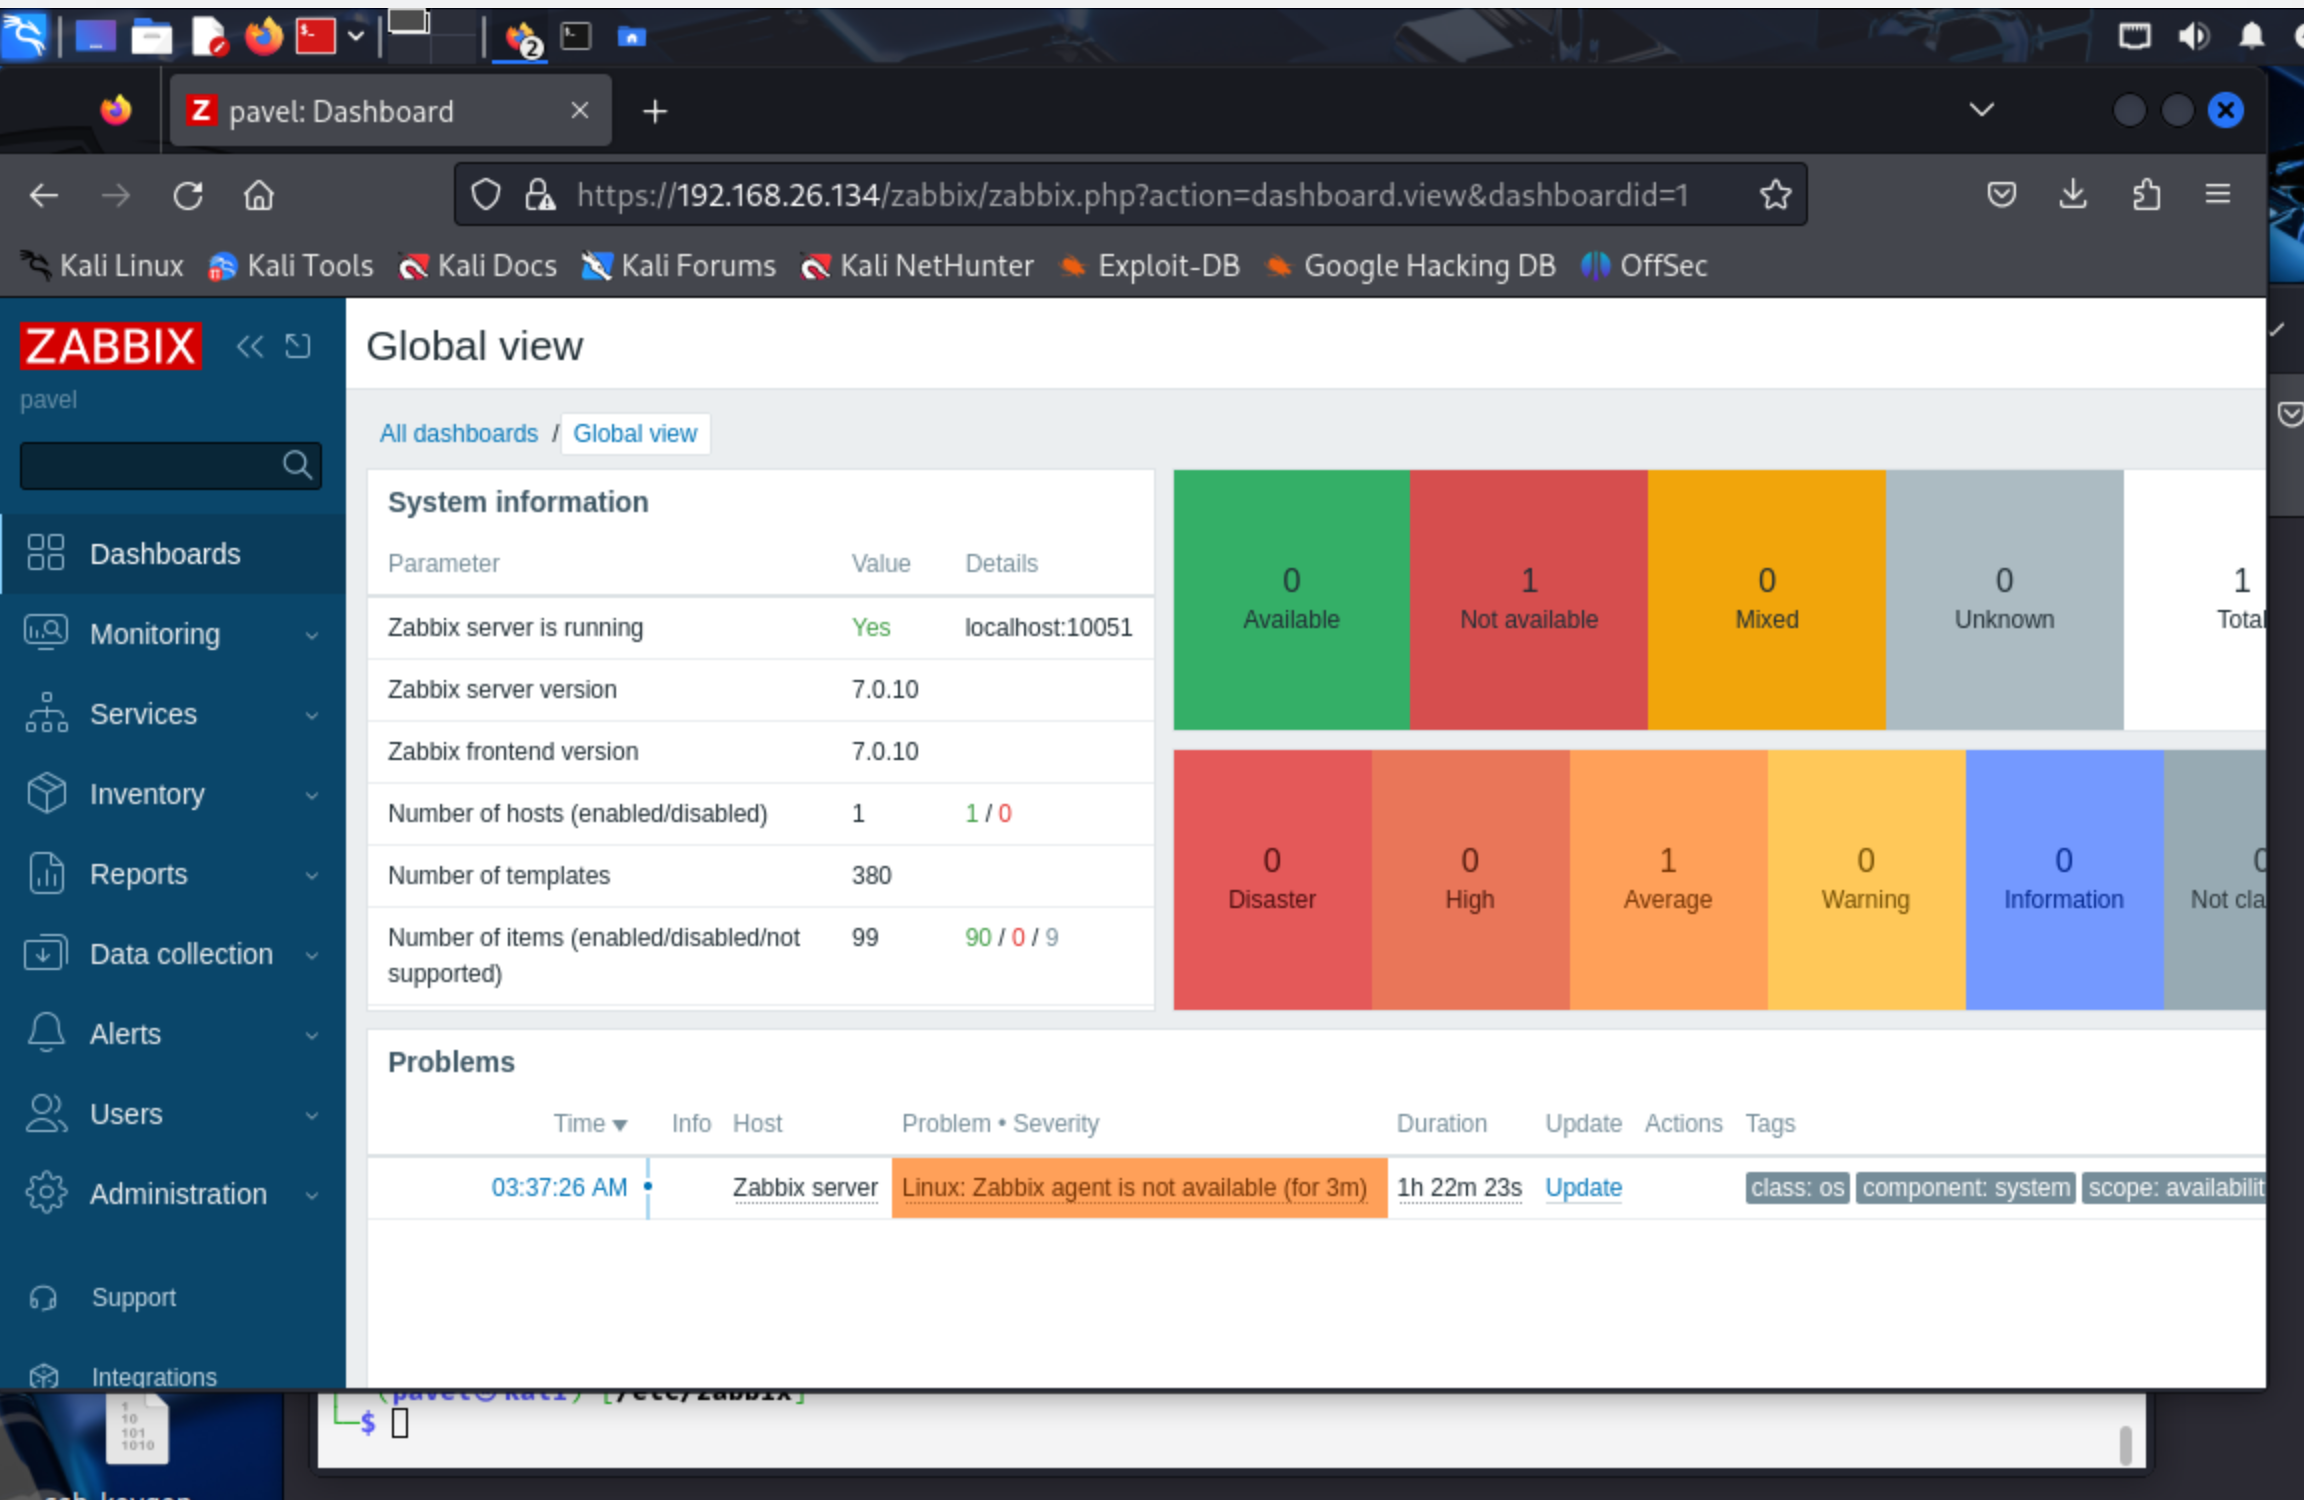 2
Z pavel: Dashboard
https://192.168.26.134/zabbix/zabbix.php?action=dashboard.view&dashboardid=1
Kali Linux Kali Tools Kali Docs Kali Forums Kali NetHunter Exploit-DB Google Hacking DB OffSec
ZABBIX
pavel
Dashboards
Monitoring
Services
Inventory
Reports
Data collection
Alerts
Users
Administration
Support
Integrations
Global view
All dashboards / Global view
System information
Parameter Value Details
Zabbix server is running Yes localhost:10051
Zabbix server version 7.0.10
Zabbix frontend version 7.0.10
Number of hosts (enabled/disabled) 1 1 / 0
Number of templates 380
Number of items (enabled/disabled/not 99 90 / 0 / 9
supported)
0 1 0 0 1
Available Not available Mixed Unknown Total
0 0 1 0 0 0
Disaster High Average Warning Information Not cla
Problems
Time ▼ Info Host Problem • Severity Duration Update Actions Tags
03:37:26 AM Zabbix server Linux: Zabbix agent is not available (for 3m) 1h 22m 23s Update class: os component: system scope: availabilit
(pavel㉿kali) [/etc/zabbix]
$
1
10
101
1010